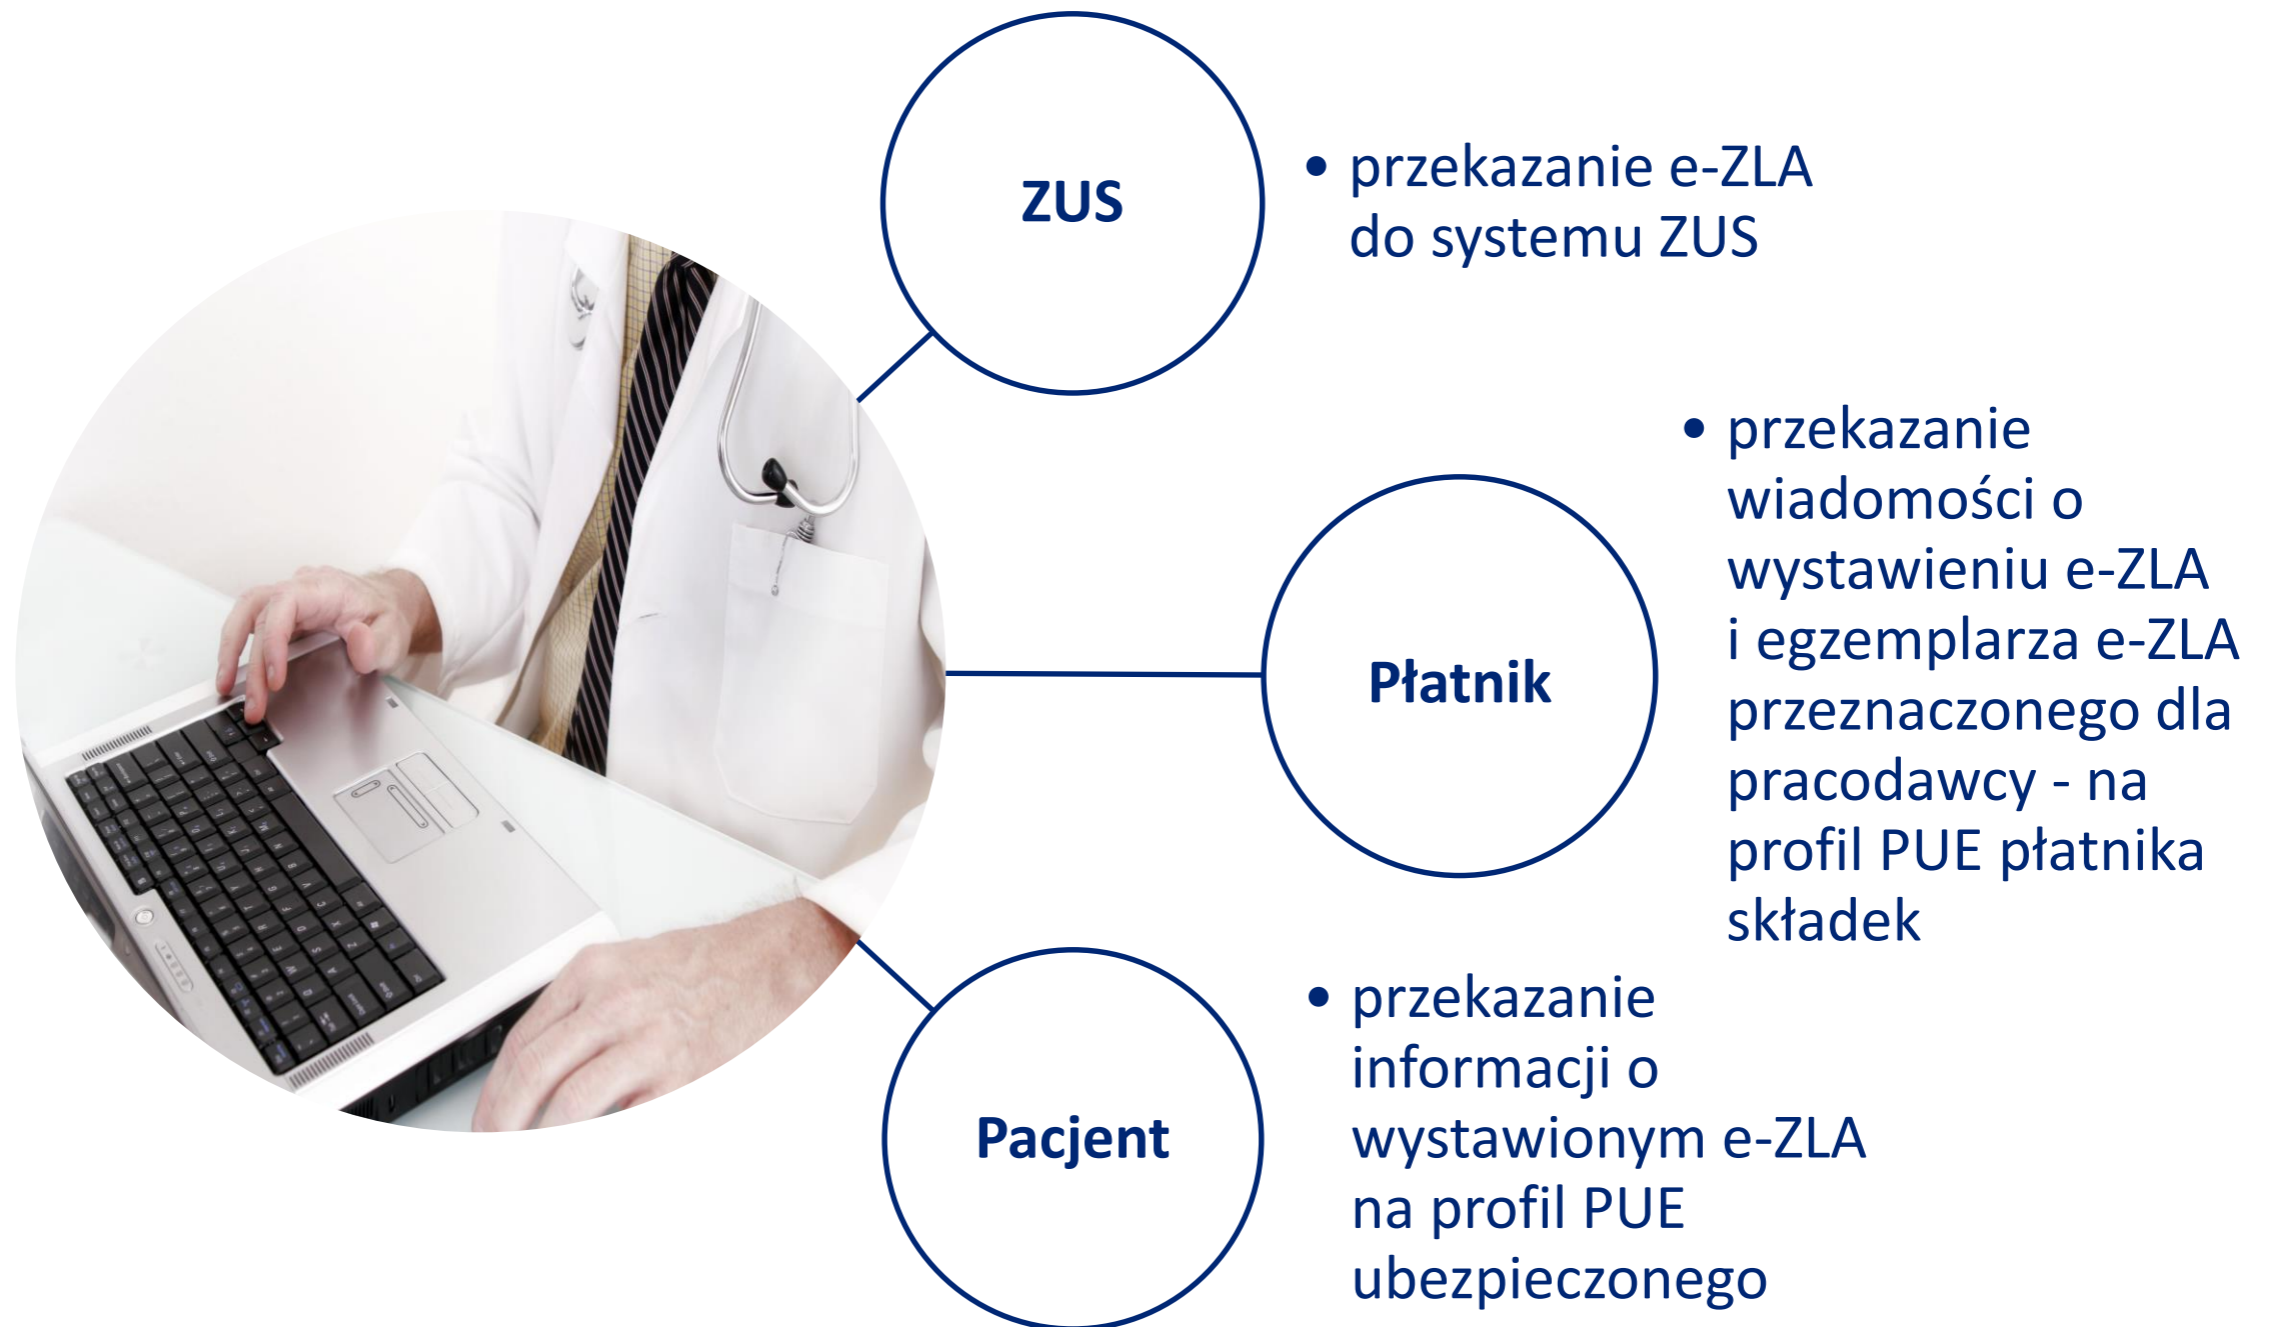 ZUS
• przekazanie e-ZLA
do systemu ZUS
Płatnik
• przekazanie
wiadomości o
wystawieniu e-ZLA
i egzemplarza e-ZLA
przeznaczonego dla
pracodawcy - na
profil PUE płatnika
składek
Pacjent
• przekazanie
informacji o
wystawionym e-ZLA
na profil PUE
ubezpieczonego